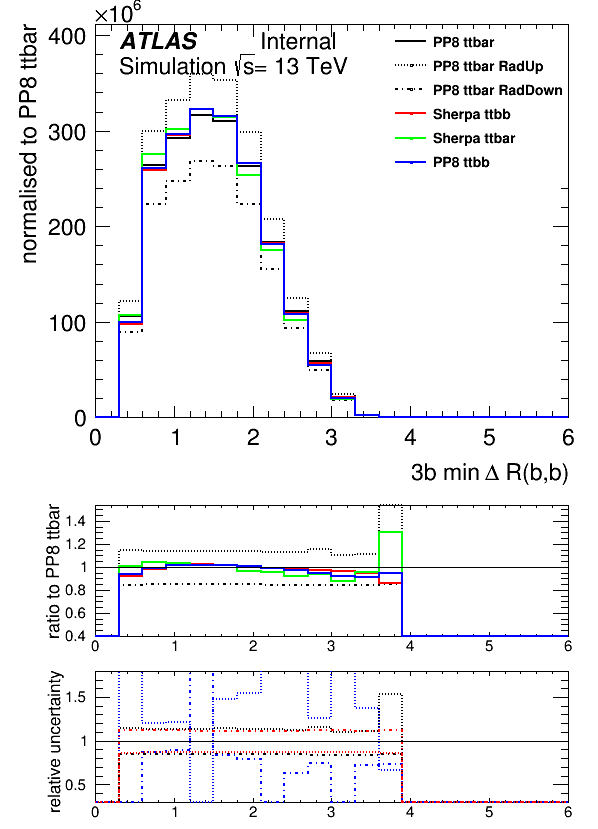 ×10⁶
400
300
200
100
0
normalised to PP8 ttbar
ATLAS Internal
Simulation √s= 13 TeV
PP8 ttbar
PP8 ttbar RadUp
PP8 ttbar RadDown
Sherpa ttbb
Sherpa ttbar
PP8 ttbb
0 1 2 3 4 5 6
3b min Δ R(b,b)
ratio to PP8 ttbar
1.4
1.2
1
0.8
0.6
0.4
0 1 2 3 4 5 6
relative uncertainty
1.5
1
0.5
0 1 2 3 4 5 6